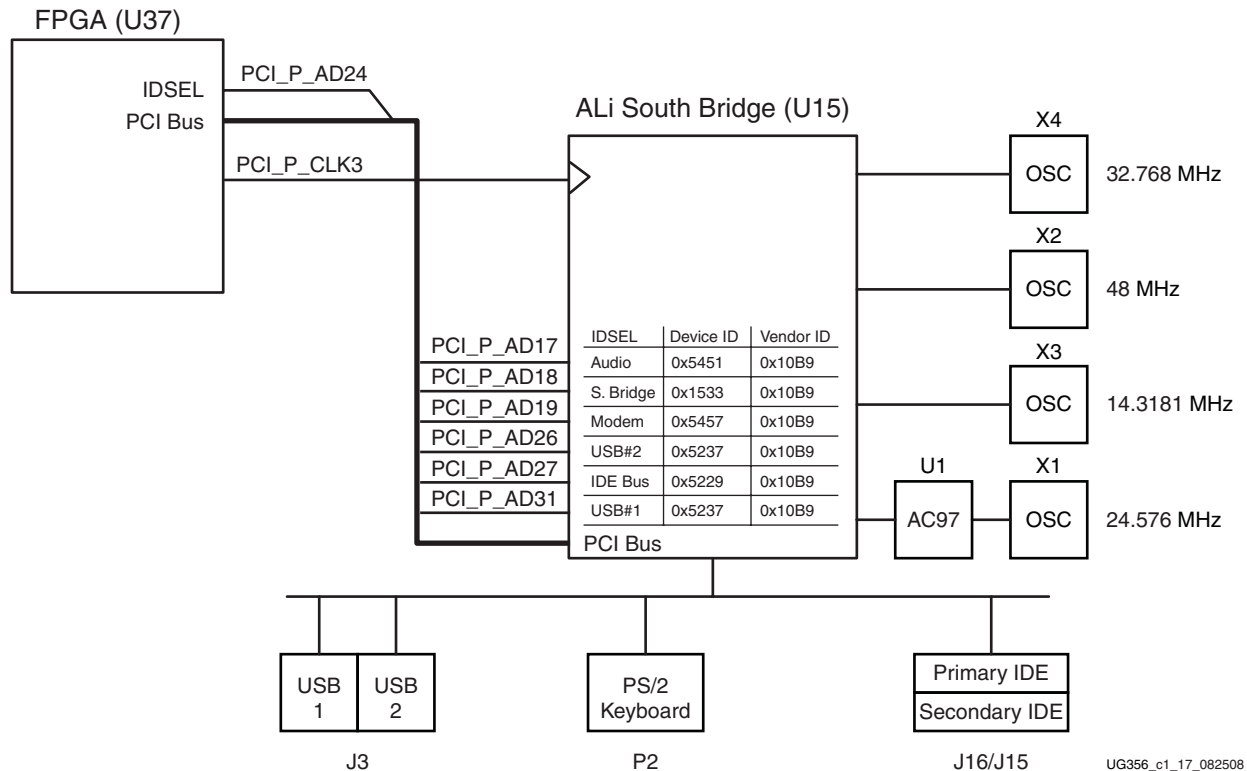 FPGA (U37)
IDSEL
PCI Bus
PCI_P_AD24
PCI_P_CLK3
ALi South Bridge (U15)
PCI_P_AD17
PCI_P_AD18
PCI_P_AD19
PCI_P_AD26
PCI_P_AD27
PCI_P_AD31
IDSEL Device ID Vendor ID
Audio 0x5451 0x10B9
S. Bridge 0x1533 0x10B9
Modem 0x5457 0x10B9
USB#2 0x5237 0x10B9
IDE Bus 0x5229 0x10B9
USB#1 0x5237 0x10B9
PCI Bus
X4
OSC 32.768 MHz
X2
OSC 48 MHz
X3
OSC 14.3181 MHz
U1 X1
AC97 OSC 24.576 MHz
USB 1
USB 2
J3
PS/2
Keyboard
P2
Primary IDE
Secondary IDE
J16/J15
UG356_c1_17_082508